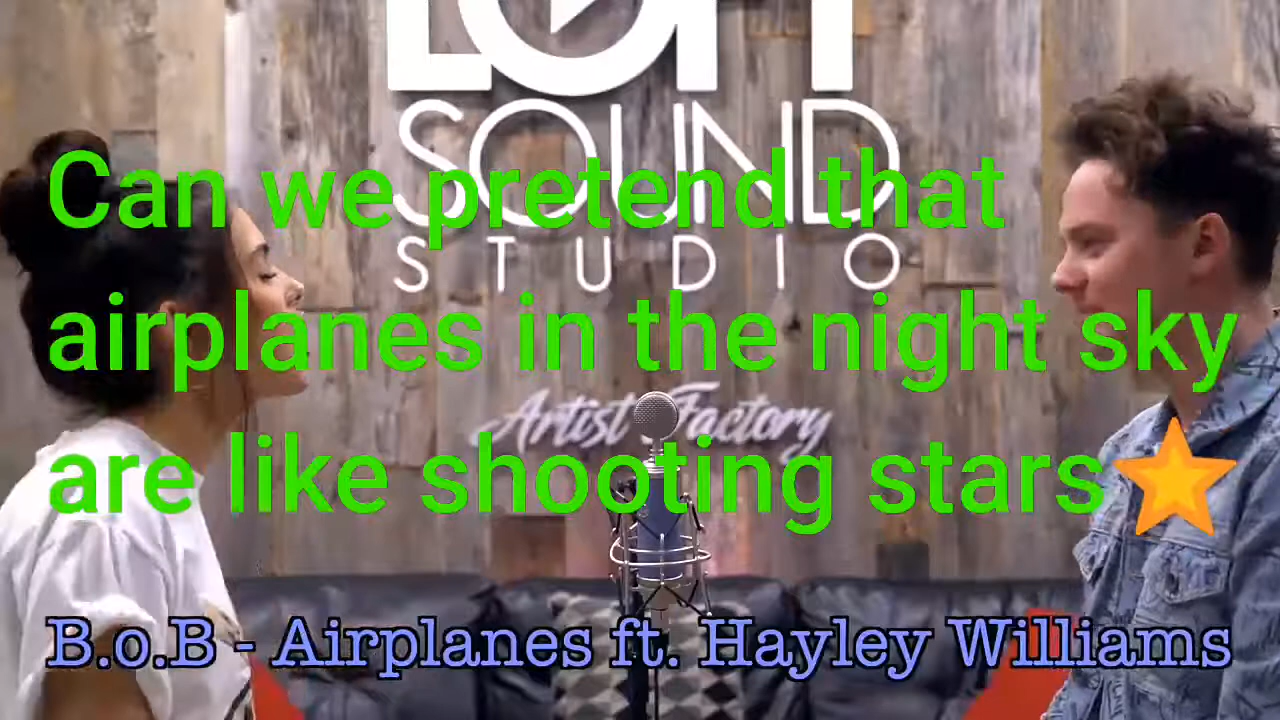 LOFT
SOUND
STUDIO
Can we pretend that
airplanes in the night sky
are like shooting stars⭐
Artist Factory
B.o.B - Airplanes ft. Hayley Williams